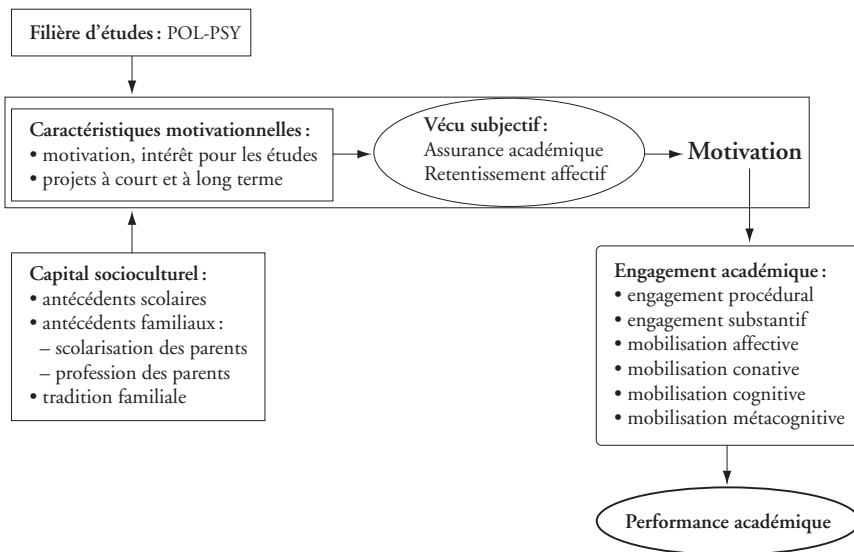 Filière d'études : POL-PSY
Caractéristiques motivationnelles :
• motivation, intérêt pour les études
• projets à court et à long terme
Vécu subjectif :
Assurance académique
Retentissement affectif
Motivation
Capital socioculturel :
• antécédents scolaires
• antécédents familiaux :
– scolarisation des parents
– profession des parents
• tradition familiale
Engagement académique :
• engagement procédural
• engagement substantif
• mobilisation affective
• mobilisation conative
• mobilisation cognitive
• mobilisation métacognitive
Performance académique